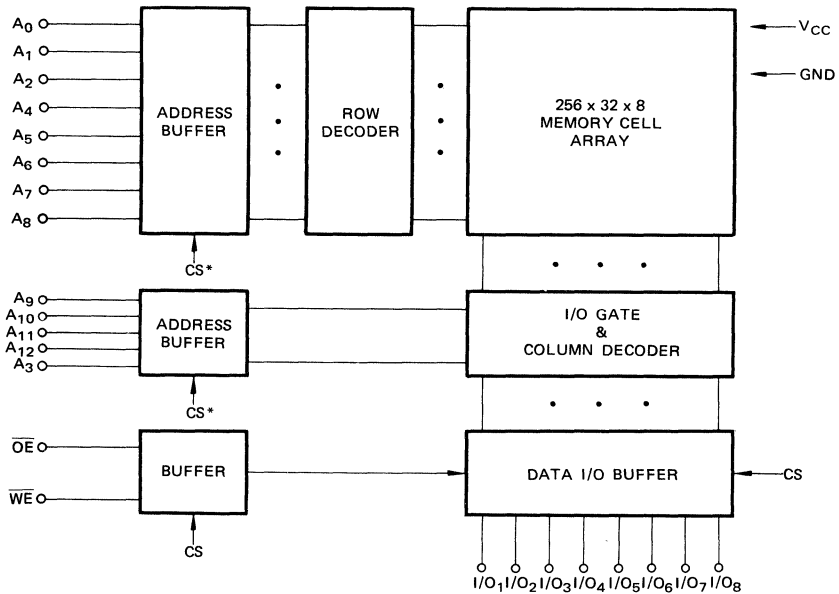 A0
A1
A2
A4
A5
A6
A7
A8
ADDRESS
BUFFER
CS*
ROW
DECODER
256 x 32 x 8
MEMORY CELL
ARRAY
VCC
GND
A9
A10
A11
A12
A3
ADDRESS
BUFFER
CS*
I/O GATE
&
COLUMN DECODER
OE
WE
BUFFER
CS
DATA I/O BUFFER
CS
I/O1 I/O2 I/O3 I/O4 I/O5 I/O6 I/O7 I/O8